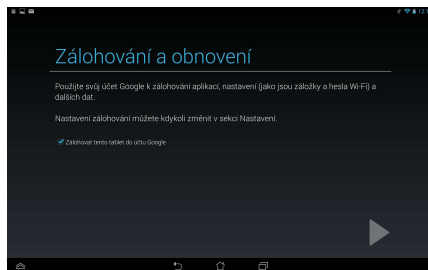 Zálohování a obnovení
Použijte svůj účet Google k zálohování aplikací, nastavení (jako jsou záložky a hesla Wi-Fi) a
dalších dat.
Nastavení zálohování můžete kdykoli změnit v sekci Nastavení.
Zálohovat tento tablet do účtu Google